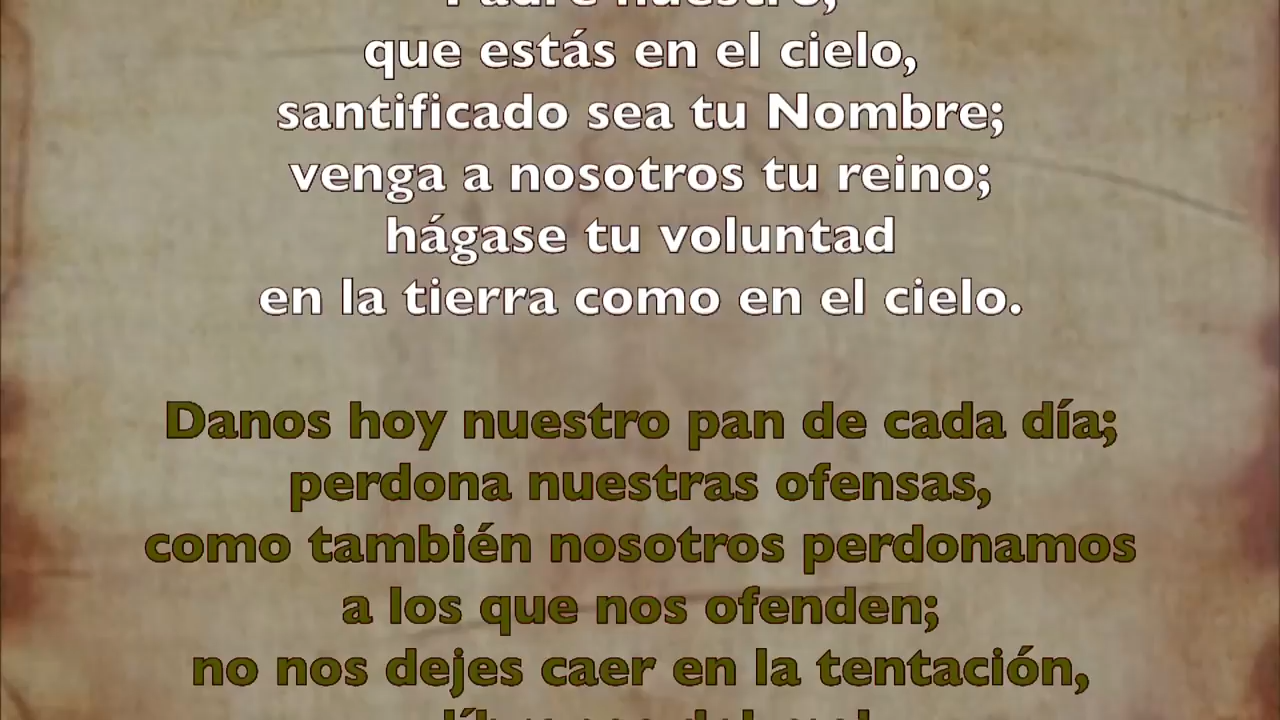 Padre nuestro,
que estás en el cielo,
santificado sea tu Nombre;
venga a nosotros tu reino;
hágase tu voluntad
en la tierra como en el cielo.
Danos hoy nuestro pan de cada día;
perdona nuestras ofensas,
como también nosotros perdonamos
a los que nos ofenden;
no nos dejes caer en la tentación,